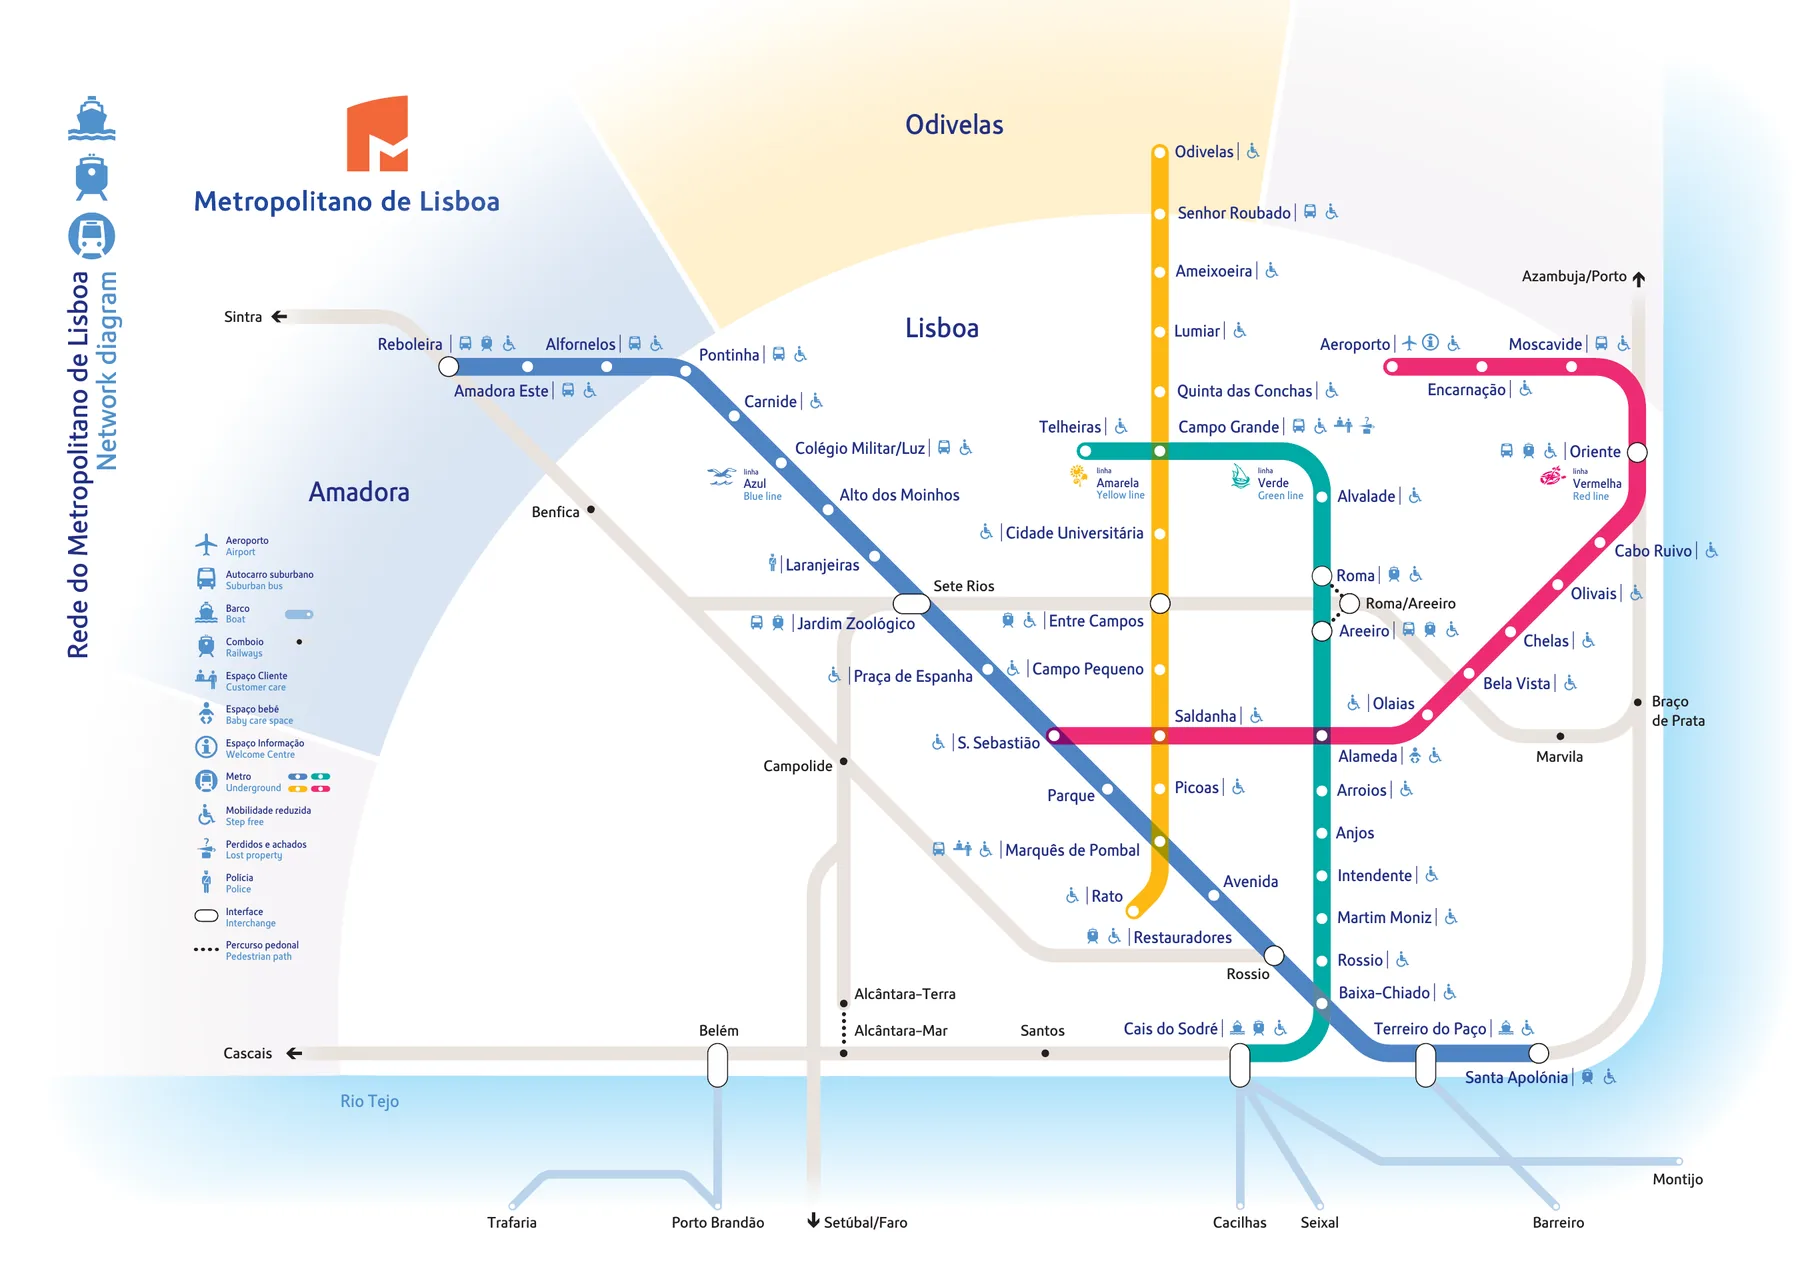 Rede do Metropolitano de Lisboa
Network diagram
Metropolitano de Lisboa
Odivelas
Lisboa
Amadora
Sintra
Reboleira
Amadora Este
Alfornelos
Pontinha
Carnide
Colégio Militar/Luz
Alto dos Moinhos
Laranjeiras
Sete Rios
Jardim Zoológico
Praça de Espanha
S. Sebastião
Parque
Marquês de Pombal
Avenida
Restauradores
Rossio
Baixa-Chiado
Terreiro do Paço
Santa Apolónia
linha
Azul
Blue line
Odivelas
Senhor Roubado
Ameixoeira
Lumiar
Quinta das Conchas
Campo Grande
Cidade Universitária
Entre Campos
Campo Pequeno
Saldanha
Picoas
Rato
linha
Amarela
Yellow line
Telheiras
linha
Verde
Green line
Alvalade
Roma
Roma/Areeiro
Areeiro
Alameda
Arroios
Anjos
Intendente
Martim Moniz
Rossio
Cais do Sodré
Azambuja/Porto
Aeroporto
Encarnação
Moscavide
Oriente
linha
Vermelha
Red line
Cabo Ruivo
Olivais
Chelas
Bela Vista
Olaias
Braço
de Prata
Marvila
Benfica
Campolide
Alcântara-Terra
Alcântara-Mar
Santos
Belém
Cascais
Rio Tejo
Trafaria
Porto Brandão
Setúbal/Faro
Cacilhas
Seixal
Barreiro
Montijo
Aeroporto
Airport
Autocarro suburbano
Suburban bus
Barco
Boat
Comboio
Railways
Espaço Cliente
Customer care
Espaço bebé
Baby care space
Espaço Informação
Welcome Centre
Metro
Underground
Mobilidade reduzida
Step free
Perdidos e achados
Lost property
Polícia
Police
Interface
Interchange
Percurso pedonal
Pedestrian path